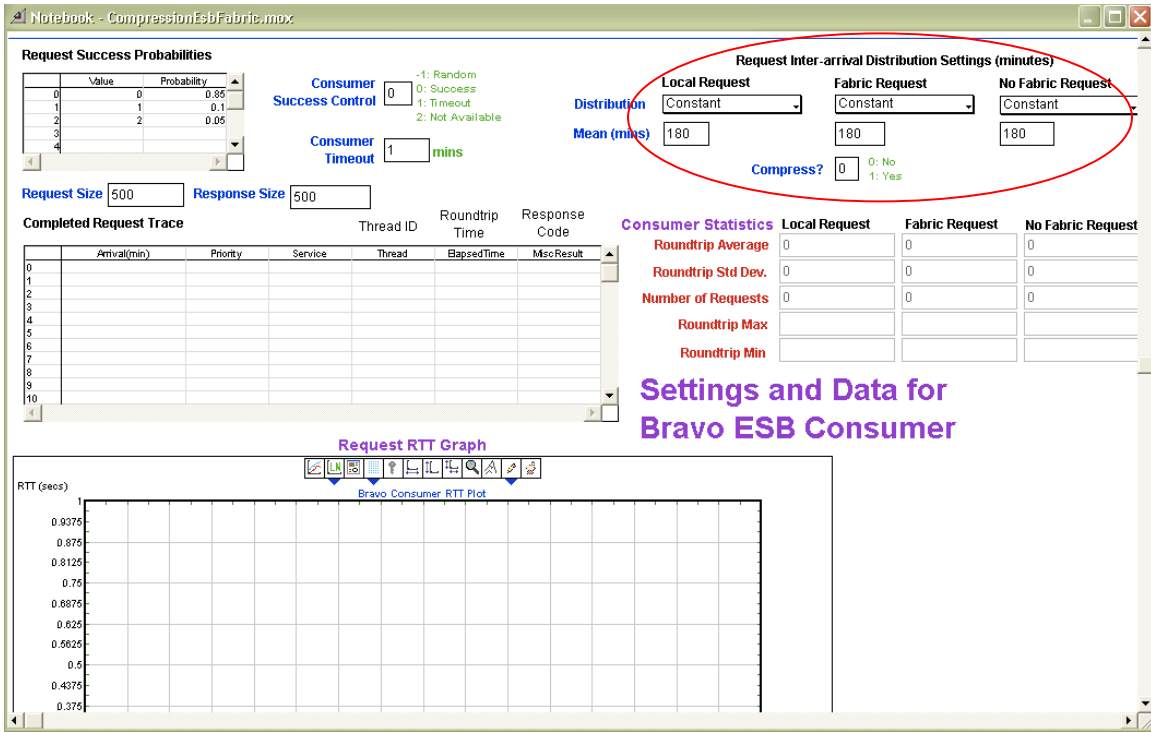 Notebook - CompressionEsbFabric.mox
Request Success Probabilities
Value Probability
0 0 0.85
1 1 0.1
2 2 0.05
3
4
Consumer Success Control 0
-1: Random
0: Success
1: Timeout
2: Not Available
Consumer Timeout 1 mins
Request Inter-arrival Distribution Settings (minutes)
Local Request Fabric Request No Fabric Request
Distribution Constant Constant Constant
Mean (mins) 180 180 180
Compress? 0
0: No
1: Yes
Request Size 500 Response Size 500
Completed Request Trace Thread ID Roundtrip Time Response Code
Arrival(min) Priority Service Thread ElapsedTime MiscResult
0
1
2
3
4
5
6
7
8
9
10
Consumer Statistics Local Request Fabric Request No Fabric Request
Roundtrip Average 0 0 0
Roundtrip Std Dev. 0 0 0
Number of Requests 0 0 0
Roundtrip Max
Roundtrip Min
Settings and Data for
Bravo ESB Consumer
Request RTT Graph
LN
RTT (secs)
Bravo Consumer RTT Plot
1
0.9375
0.875
0.8125
0.75
0.6875
0.625
0.5625
0.5
0.4375
0.375